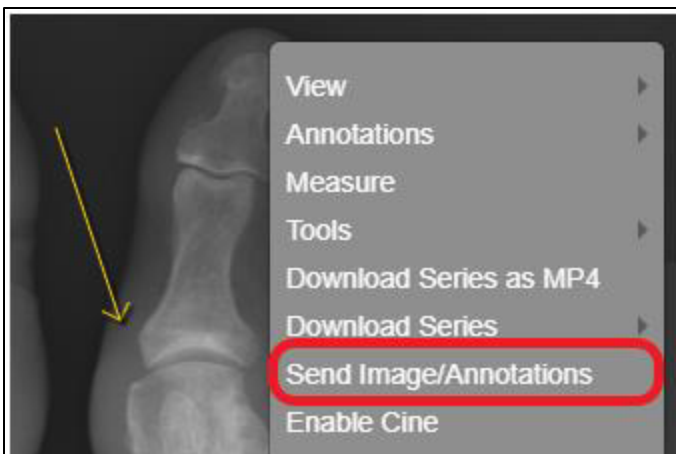 View
Annotations
Measure
Tools
Download Series as MP4
Download Series
Send Image/Annotations
Enable Cine